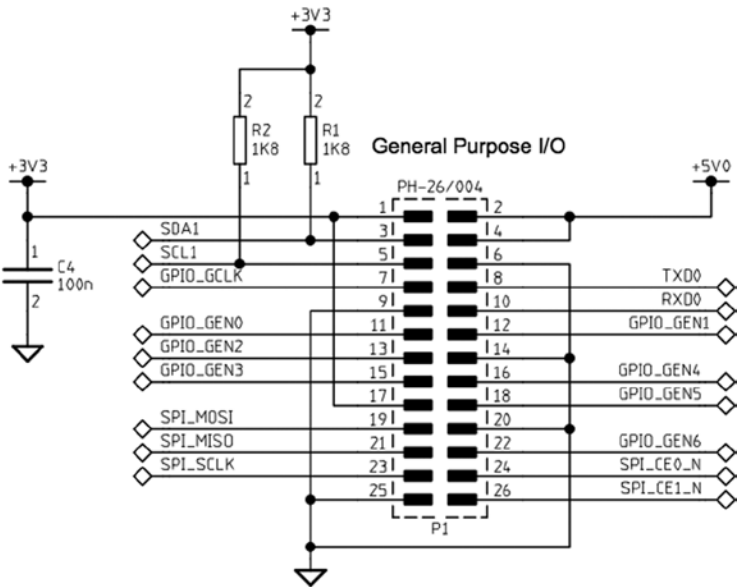 +3V3
2 2
R2 R1
1K8 1K8
1 1
General Purpose I/O
+3V3
+5V0
PH-26/004
1 2
SDA1 3 4
SCL1 5 6
GPIO_GCLK 7 8 TXD0
9 10 RXD0
GPIO_GEN0 11 12 GPIO_GEN1
GPIO_GEN2 13 14
GPIO_GEN3 15 16 GPIO_GEN4
17 18 GPIO_GEN5
SPI_MOSI 19 20
SPI_MISO 21 22 GPIO_GEN6
SPI_SCLK 23 24 SPI_CE0_N
25 26 SPI_CE1_N
P1
1
C4
100n
2